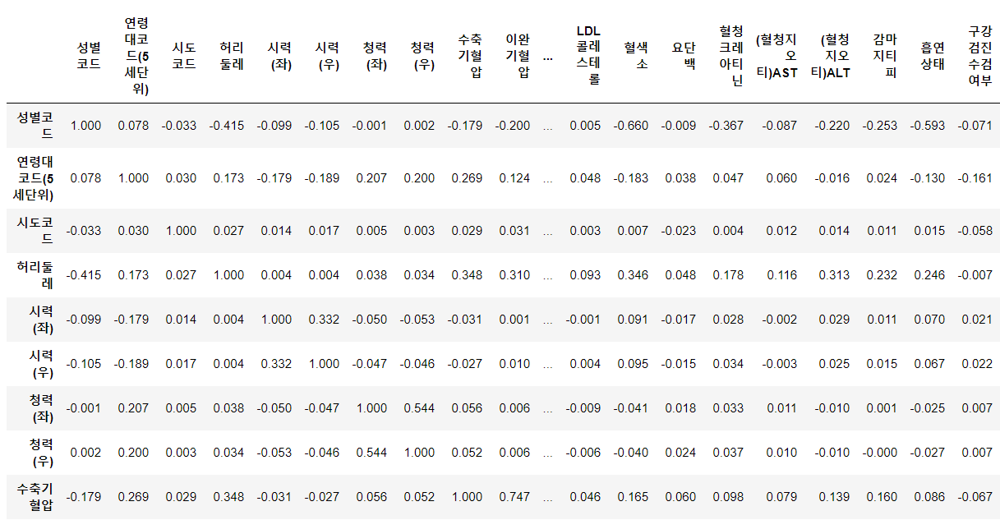 성별 코드 연령 대코 드(5 세단 위) 시도 코드 허리 둘레 시력 (좌) 시력 (우) 청력 (좌) 청력 (우) 수축 기혈 압 이완 기혈 압 ... LDL 콜레 스테 롤 혈색 소 요단 백 혈청 크레 아티 닌 (혈청지 오 티)AST (혈청 지오 티)ALT 감마 지티 피 흡연 상태 구강 검진 수검 여부
성별코 드 1.000 0.078 -0.033 -0.415 -0.099 -0.105 -0.001 0.002 -0.179 -0.200 ... 0.005 -0.660 -0.009 -0.367 -0.087 -0.220 -0.253 -0.593 -0.071
연령대 코드(5 세단위) 0.078 1.000 0.030 0.173 -0.179 -0.189 0.207 0.200 0.269 0.124 ... 0.048 -0.183 0.038 0.047 0.060 -0.016 0.024 -0.130 -0.161
시도코 드 -0.033 0.030 1.000 0.027 0.014 0.017 0.005 0.003 0.029 0.031 ... 0.003 0.007 -0.023 0.004 0.012 0.014 0.011 0.015 -0.058
허리둘 레 -0.415 0.173 0.027 1.000 0.004 0.004 0.038 0.034 0.348 0.310 ... 0.093 0.346 0.048 0.178 0.116 0.313 0.232 0.246 -0.007
시력 (좌) -0.099 -0.179 0.014 0.004 1.000 0.332 -0.050 -0.053 -0.031 0.001 ... -0.001 0.091 -0.017 0.028 -0.002 0.029 0.011 0.070 0.021
시력 (우) -0.105 -0.189 0.017 0.004 0.332 1.000 -0.047 -0.046 -0.027 0.010 ... 0.004 0.095 -0.015 0.034 -0.003 0.025 0.015 0.067 0.022
청력 (좌) -0.001 0.207 0.005 0.038 -0.050 -0.047 1.000 0.544 0.056 0.006 ... -0.009 -0.041 0.018 0.033 0.011 -0.010 0.001 -0.025 0.007
청력 (우) 0.002 0.200 0.003 0.034 -0.053 -0.046 0.544 1.000 0.052 0.006 ... -0.006 -0.040 0.024 0.037 0.010 -0.010 -0.000 -0.027 0.007
수축기 혈압 -0.179 0.269 0.029 0.348 -0.031 -0.027 0.056 0.052 1.000 0.747 ... 0.046 0.165 0.060 0.098 0.079 0.139 0.160 0.086 -0.067